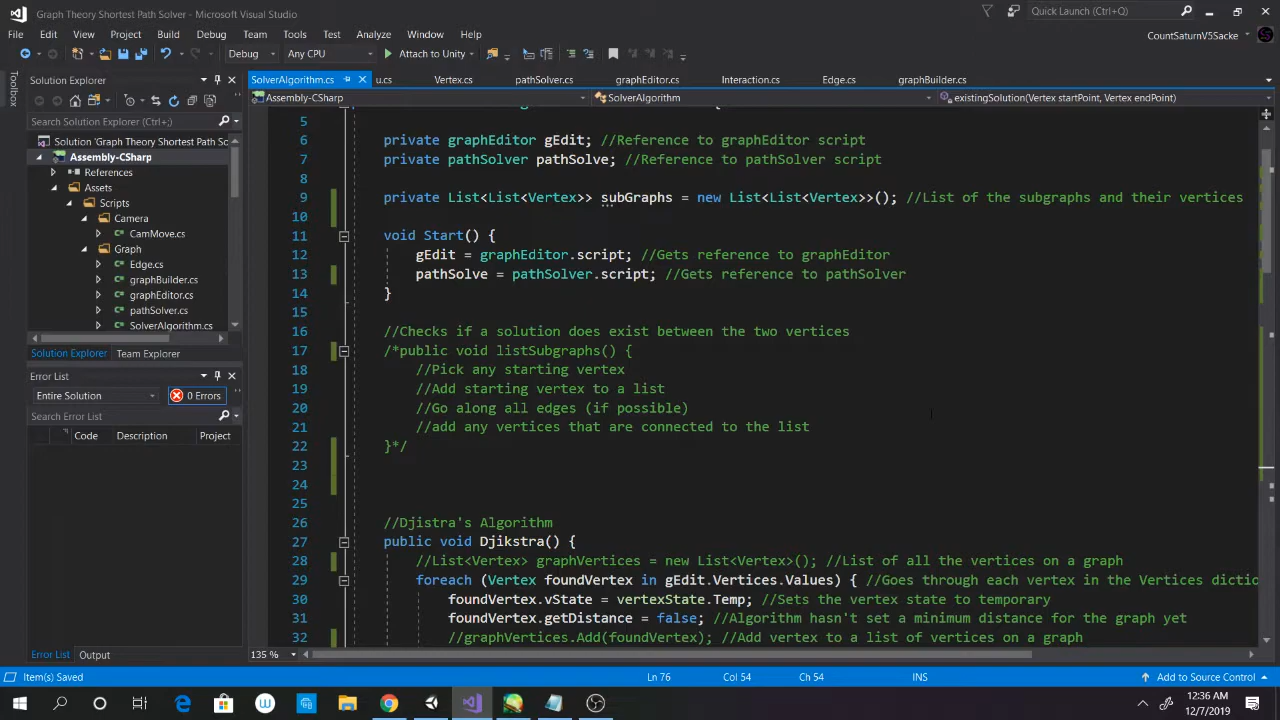 Graph Theory Shortest Path Solver - Microsoft Visual Studio
Quick Launch (Ctrl+Q)
File Edit View Project Build Debug Team Tools Test Analyze Window Help
CountSaturnV5Sacke
Debug Any CPU Attach to Unity
Toolbox
Solution Explorer
Search Solution Explorer (Ctrl+;)
Solution 'Graph Theory Shortest Path Sc
Assembly-CSharp
References
Assets
Scripts
Camera
CamMove.cs
Graph
Edge.cs
graphBuilder.cs
graphEditor.cs
pathSolver.cs
SolverAlgorithm.cs
Solution Explorer Team Explorer
Error List
Entire Solution 0 Errors
Search Error List
Code Description Project
Error List Output
SolverAlgorithm.cs u.cs Vertex.cs pathSolver.cs graphEditor.cs Interaction.cs Edge.cs graphBuilder.cs
Assembly-CSharp SolverAlgorithm existingSolution(Vertex startPoint, Vertex endPoint)
5
6 private graphEditor gEdit; //Reference to graphEditor script
7 private pathSolver pathSolve; //Reference to pathSolver script
8
9 private List<List<Vertex>> subGraphs = new List<List<Vertex>>(); //List of the subgraphs and their vertices
10
11 void Start() {
12 gEdit = graphEditor.script; //Gets reference to graphEditor
13 pathSolve = pathSolver.script; //Gets reference to pathSolver
14 }
15
16 //Checks if a solution does exist between the two vertices
17 /*public void listSubgraphs() {
18 //Pick any starting vertex
19 //Add starting vertex to a list
20 //Go along all edges (if possible)
21 //add any vertices that are connected to the list
22 }*/
23
24
25
26 //Djistra's Algorithm
27 public void Djikstra() {
28 //List<Vertex> graphVertices = new List<Vertex>(); //List of all the vertices on a graph
29 foreach (Vertex foundVertex in gEdit.Vertices.Values) { //Goes through each vertex in the Vertices dictio
30 foundVertex.vState = vertexState.Temp; //Sets the vertex state to temporary
31 foundVertex.getDistance = false; //Algorithm hasn't set a minimum distance for the graph yet
32 //graphVertices.Add(foundVertex); //Add vertex to a list of vertices on a graph
135 %
Item(s) Saved Ln 76 Col 54 Ch 54 INS Add to Source Control
12:36 AM
12/7/2019